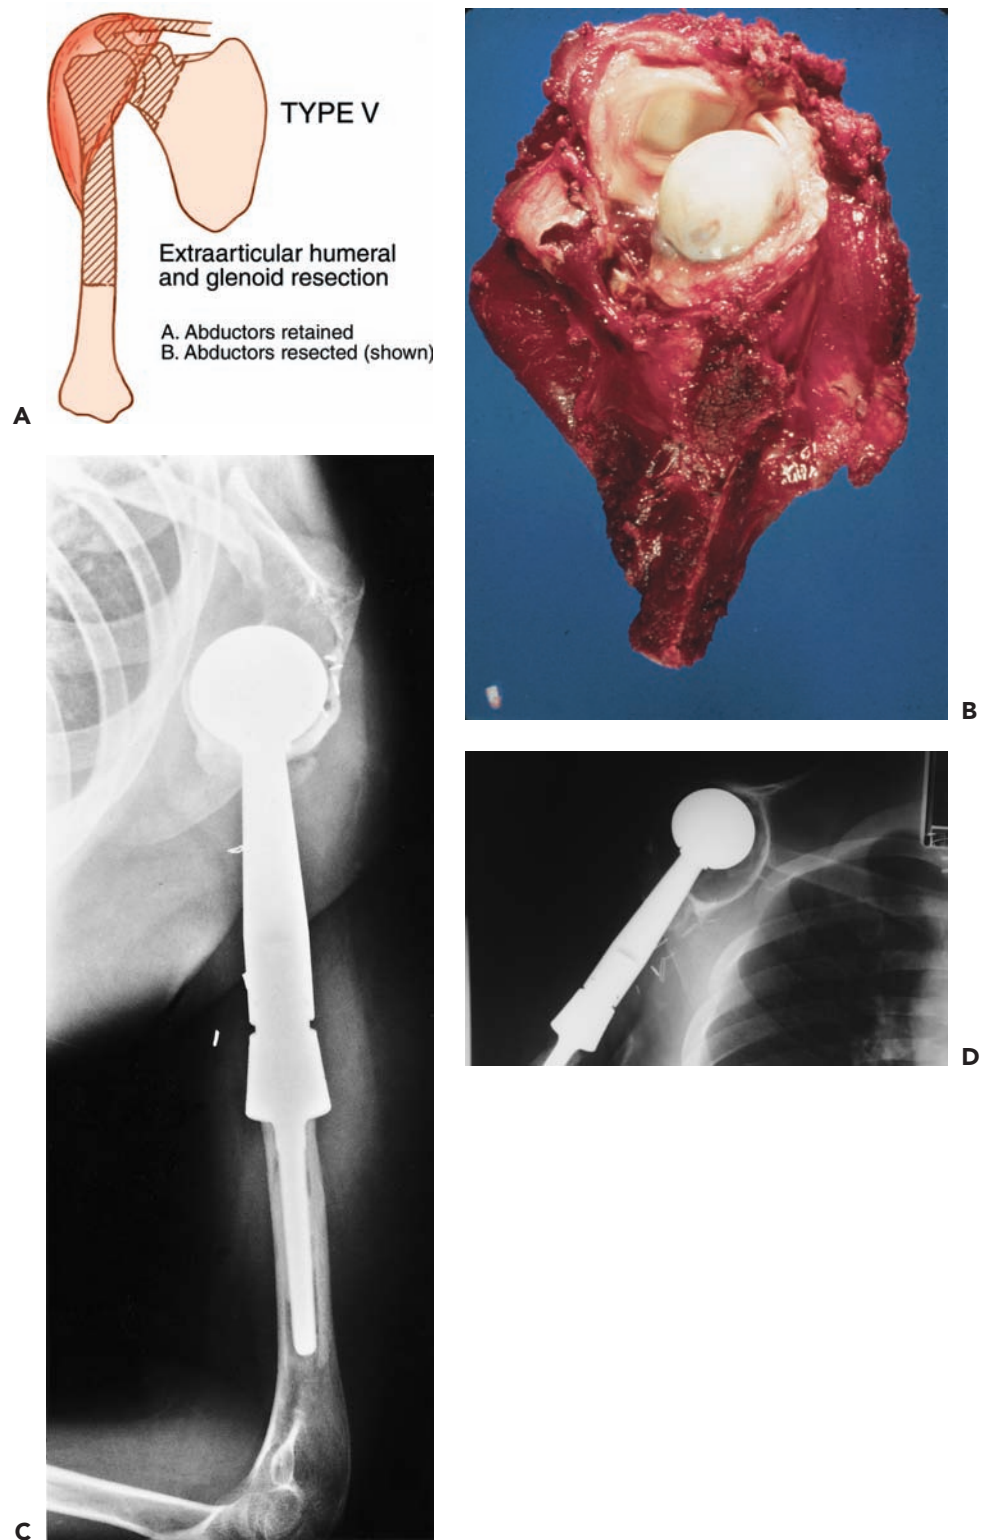 TYPE V
Extraarticular humeral
and glenoid resection
A. Abductors retained
B. Abductors resected (shown)
A
B
C
D